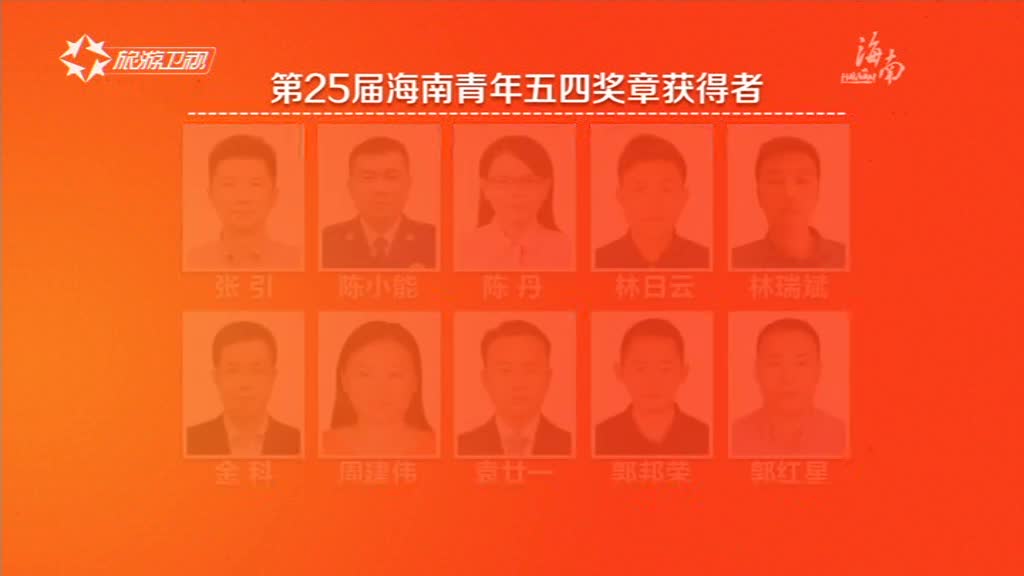 旅游卫视
海南
HAINAN
第25届海南青年五四奖章获得者
张引 陈小能 陈丹 林日云 林瑞斌
金科 周建伟 袁廿一 郭邦荣 郭红星